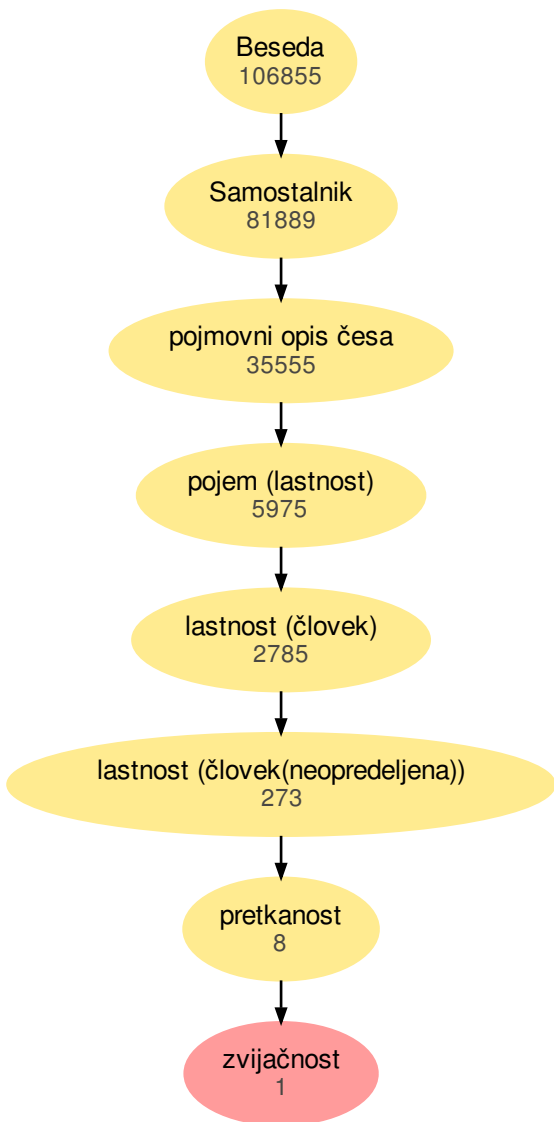 Beseda
106855
Samostalnik
81889
pojmovni opis česa
35555
pojem (lastnost)
5975
lastnost (človek)
2785
lastnost (človek(neopredeljena))
273
pretkanost
8
zvijačnost
1